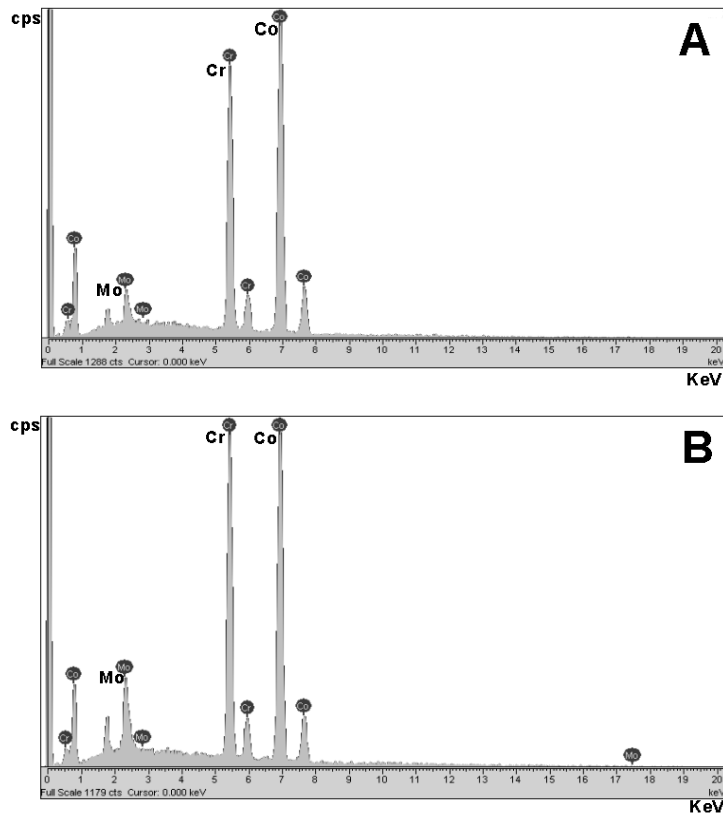 cps
A
Co
Co
Cr
Cr
Co
Mo
Mo
Cr
Co
Cr
Mo
0 1 2 3 4 5 6 7 8 9 10 11 12 13 14 15 16 17 18 19 20
Full Scale 1288 cts Cursor: 0.000 keV keV
KeV
cps
B
Cr
Cr
Co
Co
Mo
Mo
Co
Cr
Co
Cr
Mo
Mo
0 1 2 3 4 5 6 7 8 9 10 11 12 13 14 15 16 17 18 19 20
Full Scale 1179 cts Cursor: 0.000 keV keV
KeV